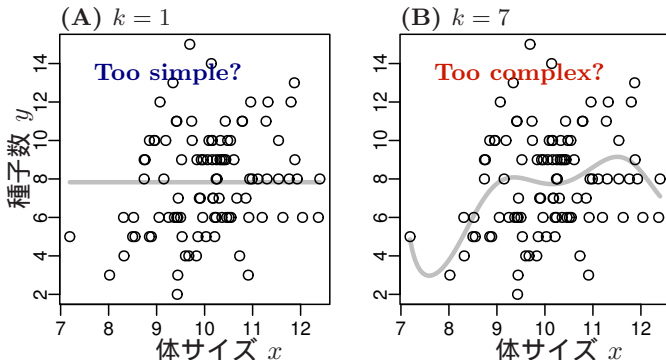 (A) k = 1
Too simple?
種子数 y
2 4 6 8 10 12 14
7 8 9 10 11 12
体サイズ x
(B) k = 7
Too complex?
2 4 6 8 10 12 14
7 8 9 10 11 12
体サイズ x